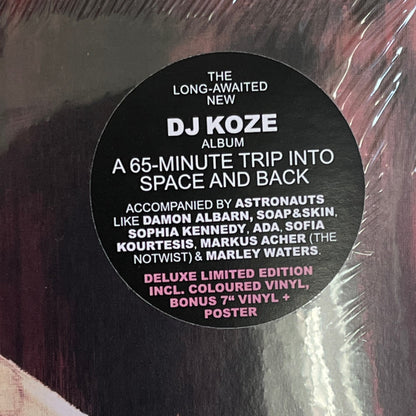 THE
LONG-AWAITED
NEW
DJ KOZE
ALBUM
A 65-MINUTE TRIP INTO
SPACE AND BACK
ACCOMPANIED BY ASTRONAUTS
LIKE DAMON ALBARN, SOAP&SKIN,
SOPHIA KENNEDY, ADA, SOFIA
KOURTESIS, MARKUS ACHER (THE
NOTWIST) & MARLEY WATERS.
DELUXE LIMITED EDITION
INCL. COLOURED VINYL,
BONUS 7“ VINYL +
POSTER